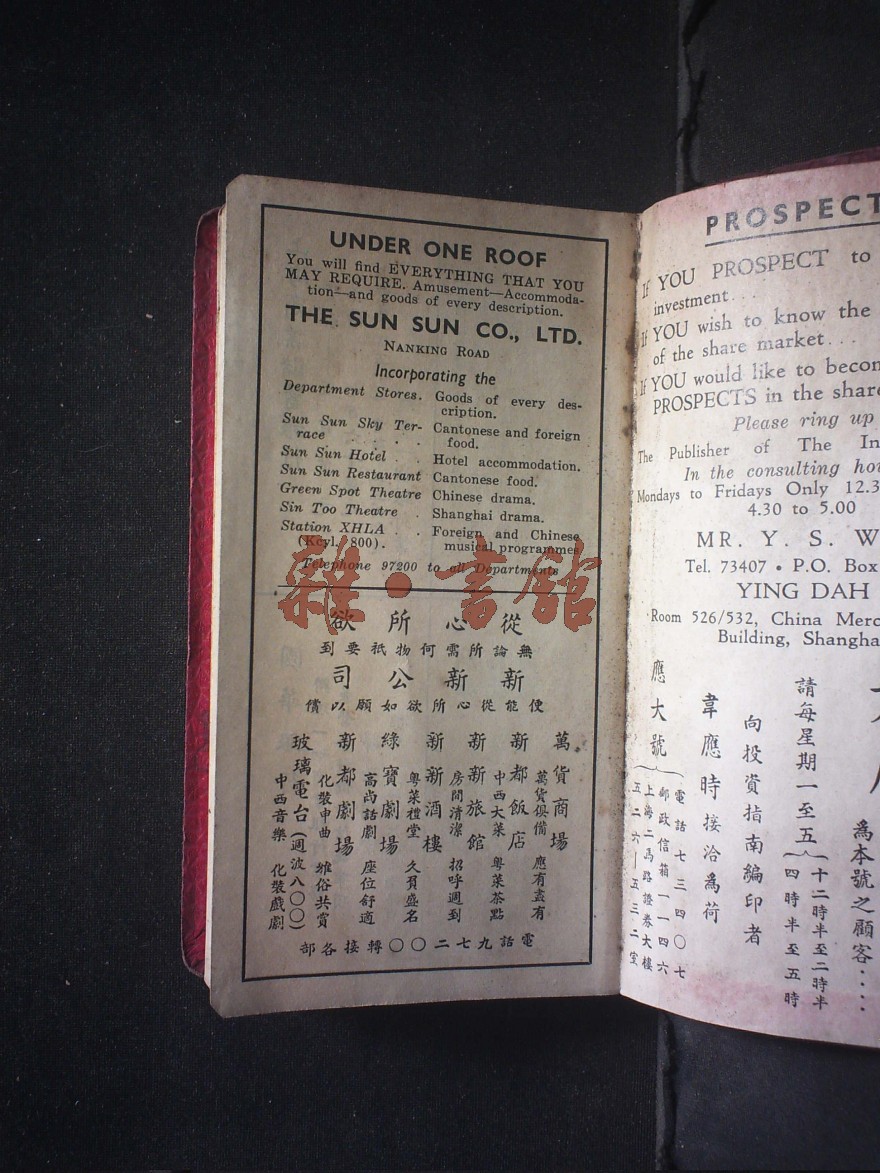 UNDER ONE ROOF
You will find EVERYTHING THAT YOU
MAY REQUIRE. Amusement—Accommoda-
tion—and goods of every description.
THE SUN SUN CO., LTD.
NANKING ROAD
Incorporating the
Department Stores. Goods of every des-
cription.
Sun Sun Sky Ter- Cantonese and foreign
race . . . . . food.
Sun Sun Hotel . . Hotel accommodation.
Sun Sun Restaurant Cantonese food.
Green Spot Theatre Chinese drama.
Sin Too Theatre . Shanghai drama.
Station XHLA . . Foreign and Chinese
(Kcyl. 800). musical programmes
Telephone 97200 to all Departments
雜·書館
從心所欲
無論所需何物祇要到
新新公司
便能從心所欲如願以償
萬貨商場 萬貨俱備 應有盡有
新都飯店 中西大菜 粵菜茶點
新新旅館 房間清潔 招呼週到
新新酒樓 粵菜禮堂 久負盛名
綠寶劇場 高尚話劇 座位舒適
新都劇場 化裝申曲 雅俗共賞
玻璃電台(週波八〇〇) 中西音樂 化裝戲劇
電話九七二〇〇轉接各部
PROSPECT
If YOU PROSPECT to
investment...
If YOU wish to know the
of the share market...
If YOU would like to becom
PROSPECTS in the share
Please ring up
The Publisher of The In
In the consulting hou
Mondays to Fridays Only 12.3
4.30 to 5.00
MR. Y. S. W
Tel. 73407 • P.O. Box
YING DAH
Room 526/532, China Merc
Building, Shangha
為本號之顧客....
請每星期一至五
十二時半至二時半
四時半至五時
向投資指南編印者
韋應時接洽為荷
應大號
電話七三四〇七
郵政信箱一一四六
上海二馬路證券大樓
五二六|五三二室